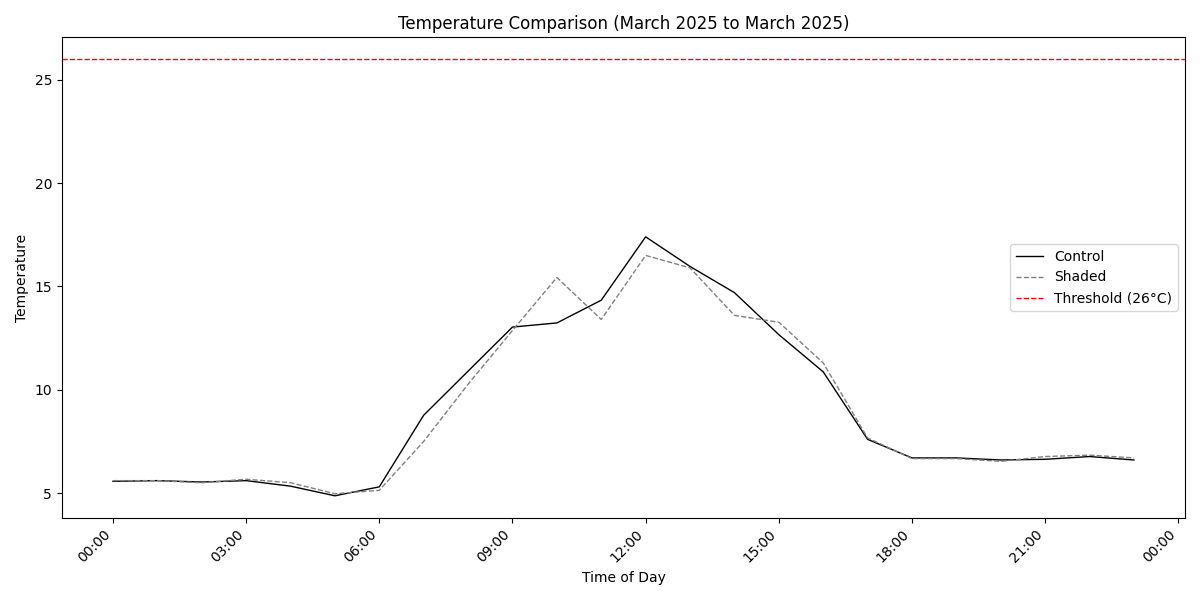 Temperature Comparison (March 2025 to March 2025)
Temperature
25
20
15
10
5
Control
Shaded
Threshold (26°C)
00:00
03:00
06:00
09:00
12:00
15:00
18:00
21:00
00:00
Time of Day